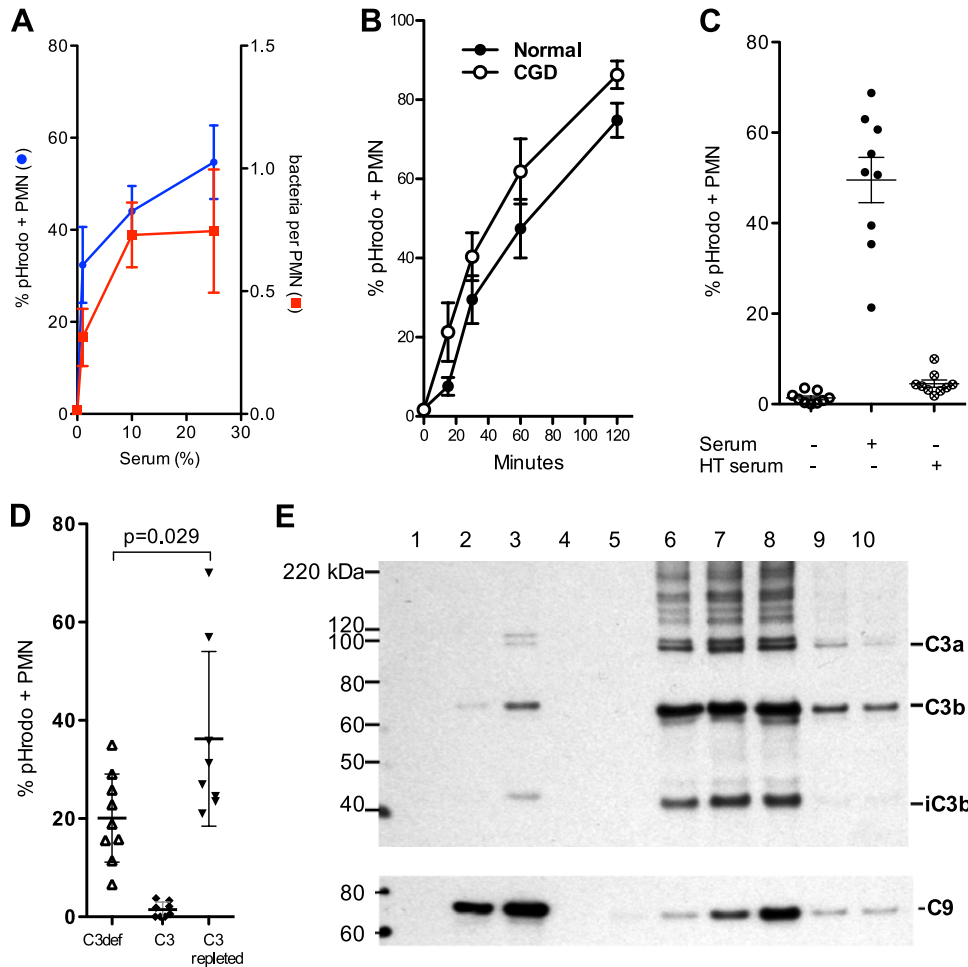 A
80
60
40
20
0
% pHrodo + PMN (●)
1.5
1.0
0.5
0.0
bacteria per PMN (■)
0 10 20 30
Serum (%)
B
100
80
60
40
20
0
% pHrodo + PMN
Normal
CGD
0 20 40 60 80 100 120
Minutes
C
80
60
40
20
0
% pHrodo + PMN
Serum - + -
HT serum - - +
D
80
60
40
20
0
% pHrodo + PMN
p=0.029
C3def C3 C3
repleted
E
1 2 3 4 5 6 7 8 9 10
220 kDa
120
100
80
60
50
40
C3a
C3b
iC3b
80
60
C9